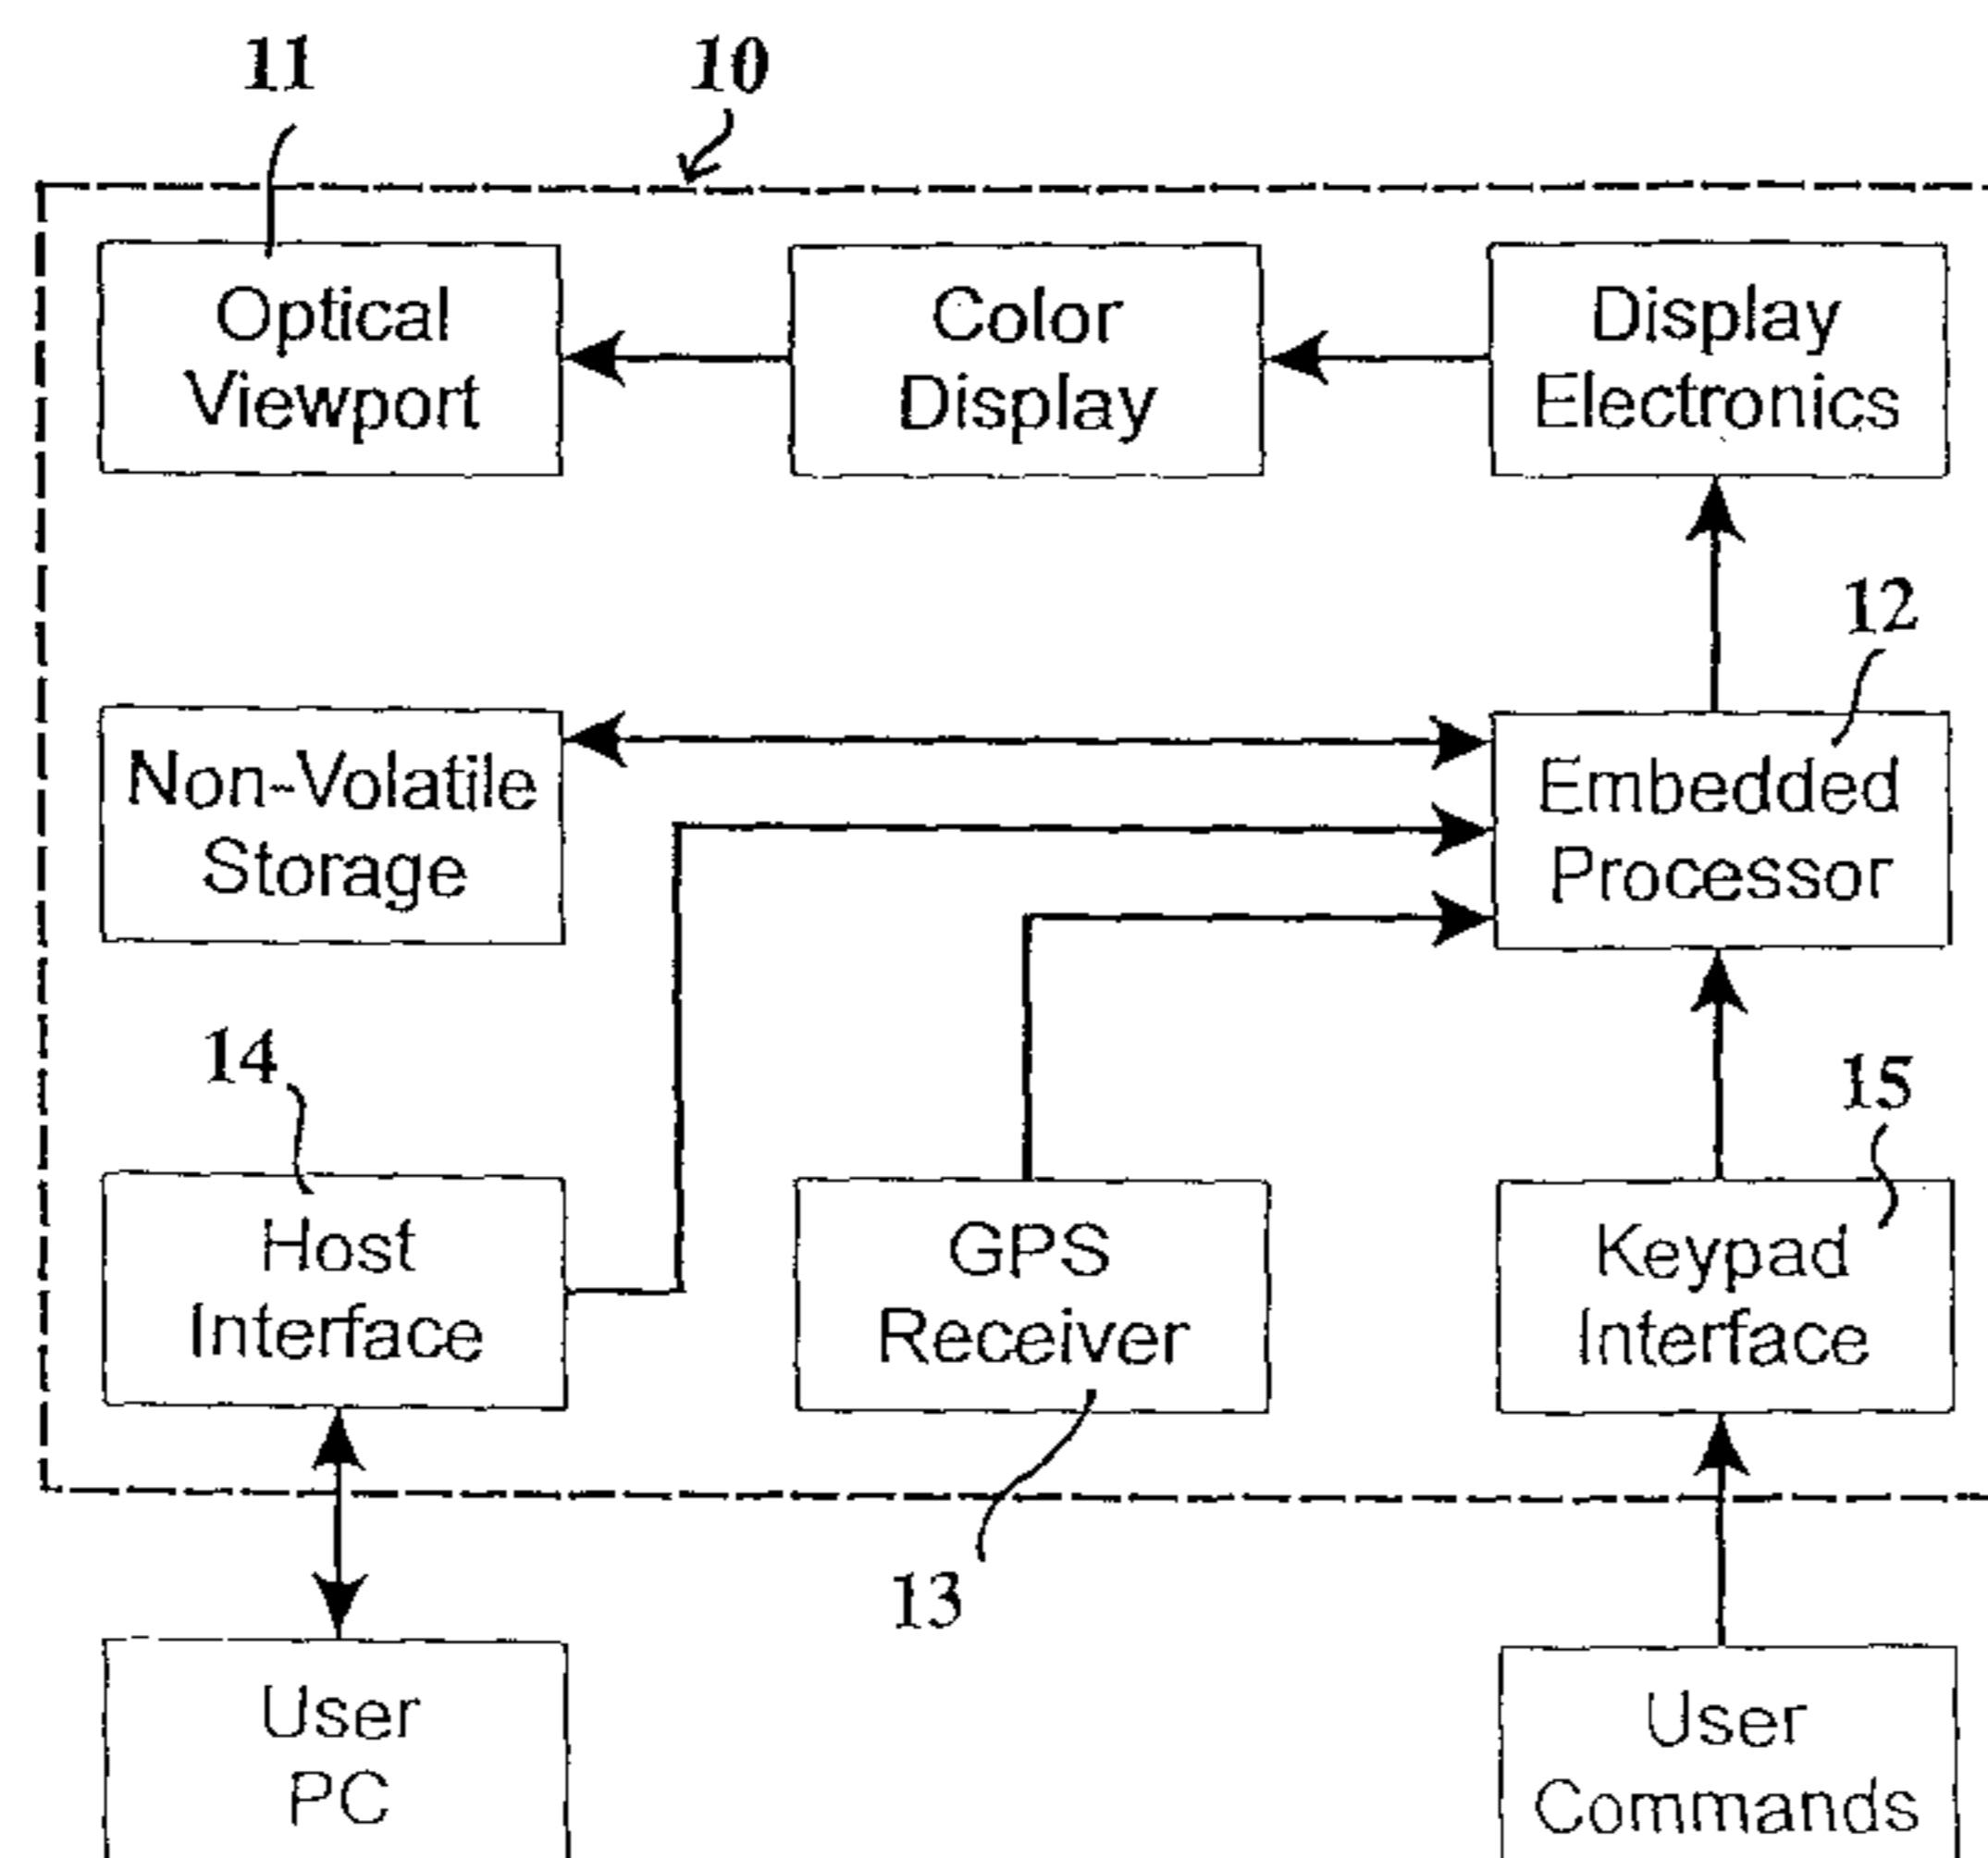 11
10
Optical
Viewport
Color
Display
Display
Electronics
12
Non-Volatile
Storage
Embedded
Processor
14
15
Host
Interface
GPS
Receiver
Keypad
Interface
13
User
PC
User
Commands